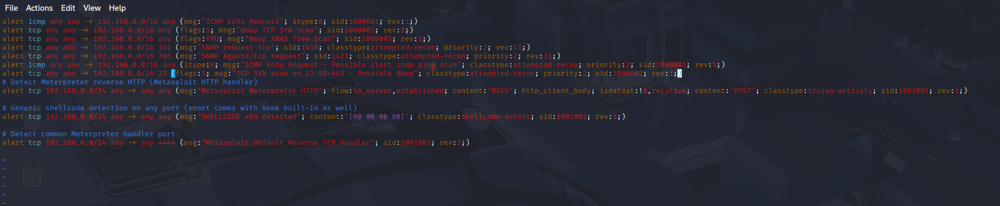 File Actions Edit View Help
alert icmp any any -> 192.168.0.0/16 any (msg:"ICMP Echo Request"; itype:8; sid:1000001; rev:1;)
alert tcp any any -> 192.168.0.0/16 any (flags:S; msg:"Nmap TCP SYN Scan"; sid:1000002; rev:1;)
alert tcp any any -> 192.168.0.0/16 any (flags:FPU; msg:"Nmap XMAS Tree Scan"; sid:1000003; rev:1;)
alert tcp any any -> 192.168.0.0/16 161 (msg:"SNMP request tcp"; sid:1418; classtype:attempted-recon; priority:2; rev:11;)
alert tcp any any -> 192.168.0.0/16 705 (msg:"SNMP AgentX/tcp request"; sid:1421; classtype:attempted-recon; priority:2; rev:11;)
alert icmp any any -> 192.168.0.0/16 any (itype:8; msg:"ICMP Echo Request - Possible alert icmp ping scan"; classtype:attempted-recon; priority:2; sid:2000001; rev:1;)
alert tcp any any -> 192.168.0.0/16 22 (flags:S; msg:"TCP SYN scan on 22-80-443 - Possible Nmap"; classtype:attempted-recon; priority:2; sid:2000002; rev:1;)
# Detect Meterpreter reverse HTTP (Metasploit HTTP handler)
alert tcp 192.168.0.0/24 any -> any any (msg:"Metasploit Meterpreter HTTP"; flow:to_server,established; content:"RECV"; http_client_body; isdataat:!0,relative; content:"POST"; classtype:trojan-activity; sid:1001001; rev:1;)
# Generic shellcode detection on any port (snort comes with some built-in as well)
alert tcp 192.168.0.0/24 any -> any any (msg:"SHELLCODE x86 detected"; content:"|90 90 90 90|"; classtype:shellcode-detect; sid:1001002; rev:1;)
# Detect common Meterpreter handler port
alert tcp 192.168.0.0/24 any -> any 4444 (msg:"Metasploit Default Reverse TCP Handler"; sid:1001003; rev:1;)
~
~
~
~
~
~